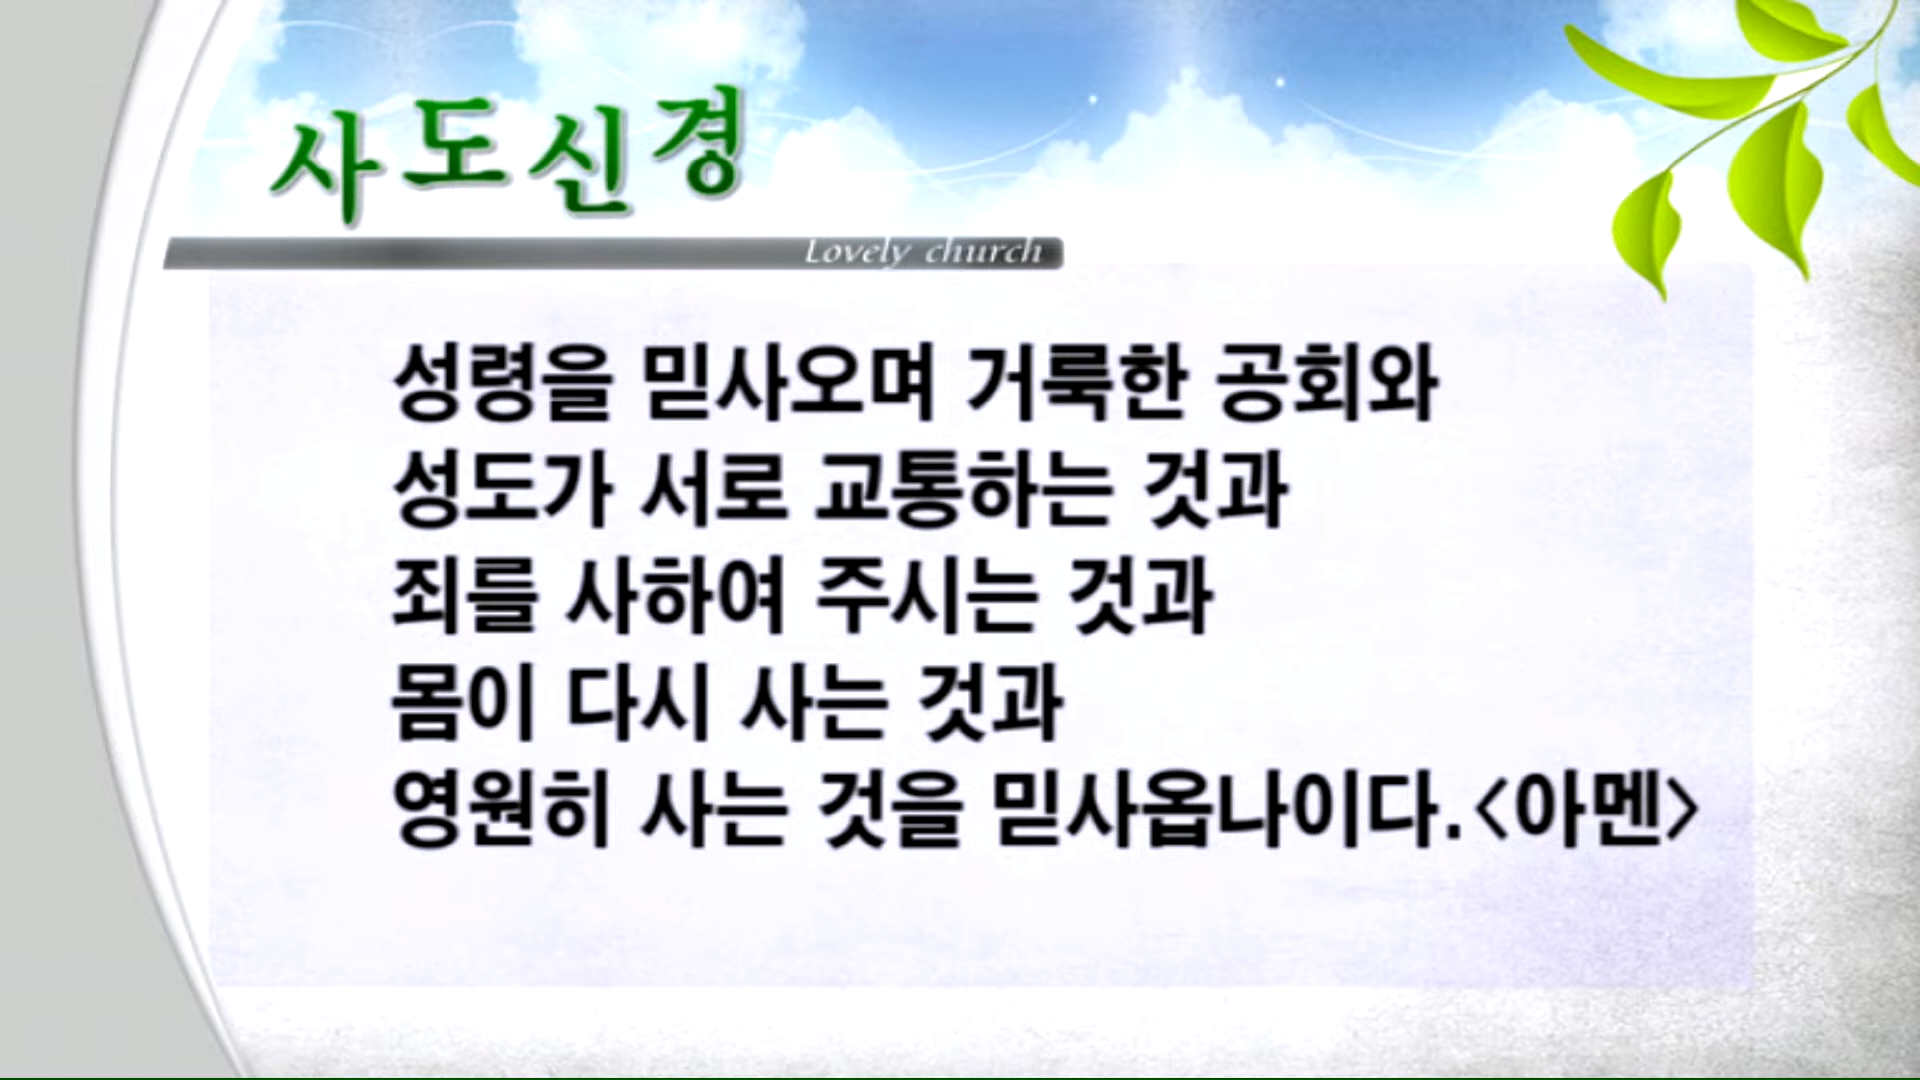 사도신경
Lovely church
성령을 믿사오며 거룩한 공회와
성도가 서로 교통하는 것과
죄를 사하여 주시는 것과
몸이 다시 사는 것과
영원히 사는 것을 믿사옵나이다.<아멘>